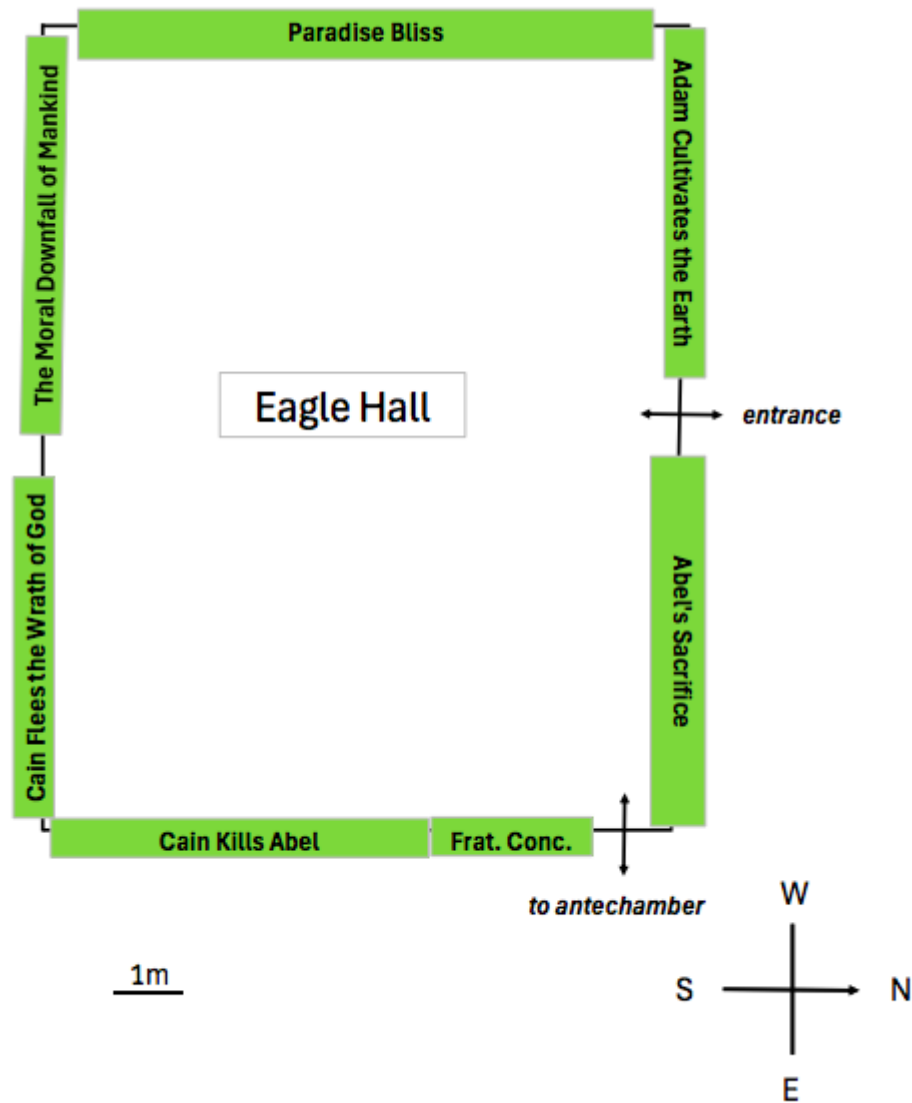 Paradise Bliss
The Moral Downfall of Mankind
Adam Cultivates the Earth
Eagle Hall
entrance
Cain Flees the Wrath of God
Abel's Sacrifice
Cain Kills Abel
Frat. Conc.
to antechamber
W
1m
S
N
E